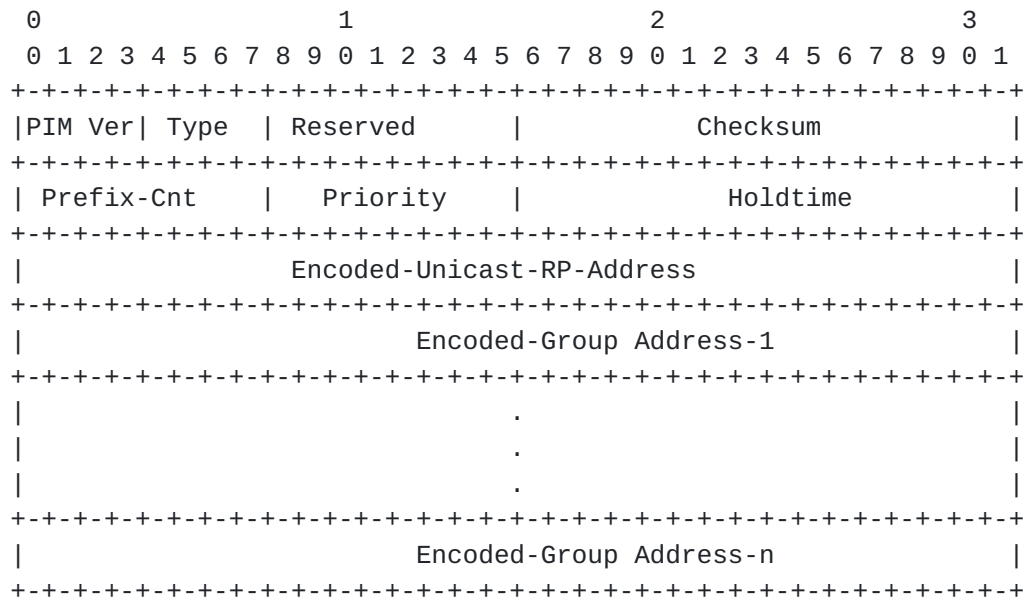 0                   1                   2                   3
 0 1 2 3 4 5 6 7 8 9 0 1 2 3 4 5 6 7 8 9 0 1 2 3 4 5 6 7 8 9 0 1
+-+-+-+-+-+-+-+-+-+-+-+-+-+-+-+-+-+-+-+-+-+-+-+-+-+-+-+-+-+-+-+-+
|PIM Ver| Type  | Reserved      |           Checksum            |
+-+-+-+-+-+-+-+-+-+-+-+-+-+-+-+-+-+-+-+-+-+-+-+-+-+-+-+-+-+-+-+-+
| Prefix-Cnt    |   Priority    |             Holdtime          |
+-+-+-+-+-+-+-+-+-+-+-+-+-+-+-+-+-+-+-+-+-+-+-+-+-+-+-+-+-+-+-+-+
|                 Encoded-Unicast-RP-Address                    |
+-+-+-+-+-+-+-+-+-+-+-+-+-+-+-+-+-+-+-+-+-+-+-+-+-+-+-+-+-+-+-+-+
|                         Encoded-Group Address-1               |
+-+-+-+-+-+-+-+-+-+-+-+-+-+-+-+-+-+-+-+-+-+-+-+-+-+-+-+-+-+-+-+-+
|                               .                               |
|                               .                               |
|                               .                               |
+-+-+-+-+-+-+-+-+-+-+-+-+-+-+-+-+-+-+-+-+-+-+-+-+-+-+-+-+-+-+-+-+
|                         Encoded-Group Address-n               |
+-+-+-+-+-+-+-+-+-+-+-+-+-+-+-+-+-+-+-+-+-+-+-+-+-+-+-+-+-+-+-+-+